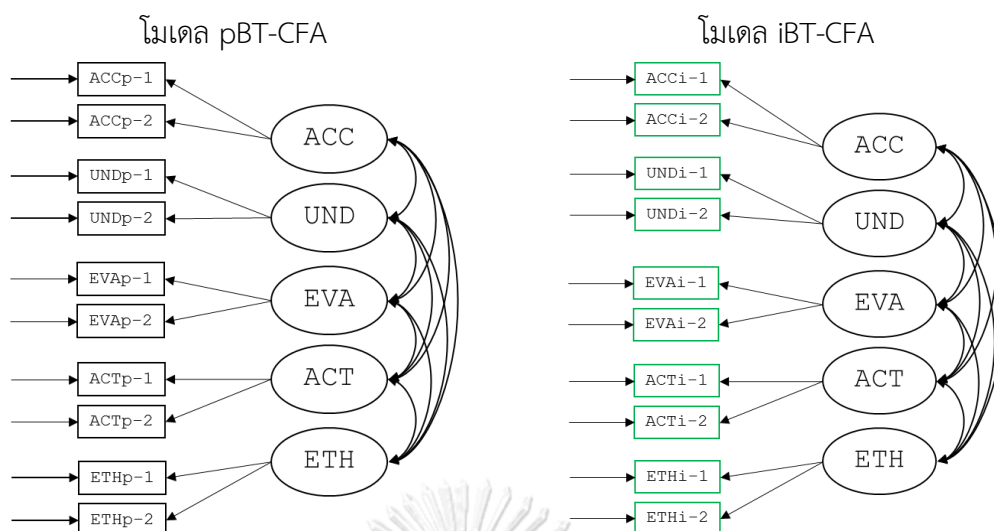 โมเดล pBT-CFA
ACCp-1
ACCp-2
UNDp-1
UNDp-2
EVAp-1
EVAp-2
ACTp-1
ACTp-2
ETHp-1
ETHp-2
ACC
UND
EVA
ACT
ETH
โมเดล iBT-CFA
ACCi-1
ACCi-2
UNDi-1
UNDi-2
EVAi-1
EVAi-2
ACTi-1
ACTi-2
ETHi-1
ETHi-2
ACC
UND
EVA
ACT
ETH